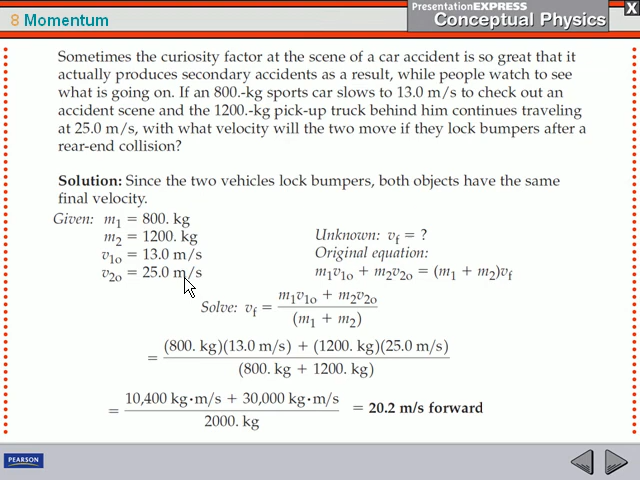 8 Momentum
PresentationEXPRESS
Conceptual Physics
X
Sometimes the curiosity factor at the scene of a car accident is so great that it
actually produces secondary accidents as a result, while people watch to see
what is going on. If an 800.-kg sports car slows to 13.0 m/s to check out an
accident scene and the 1200.-kg pick-up truck behind him continues traveling
at 25.0 m/s, with what velocity will the two move if they lock bumpers after a
rear-end collision?
Solution: Since the two vehicles lock bumpers, both objects have the same
final velocity.
Given: m₁ = 800. kg
m₂ = 1200. kg
v₁ₒ = 13.0 m/s
v₂ₒ = 25.0 m/s
Unknown: v_f = ?
Original equation:
m₁v₁ₒ + m₂v₂ₒ = (m₁ + m₂)v_f
Solve: v_f = m₁v₁ₒ + m₂v₂ₒ
(m₁ + m₂)
= (800. kg)(13.0 m/s) + (1200. kg)(25.0 m/s)
(800. kg + 1200. kg)
= 10,400 kg·m/s + 30,000 kg·m/s = 20.2 m/s forward
2000. kg
PEARSON